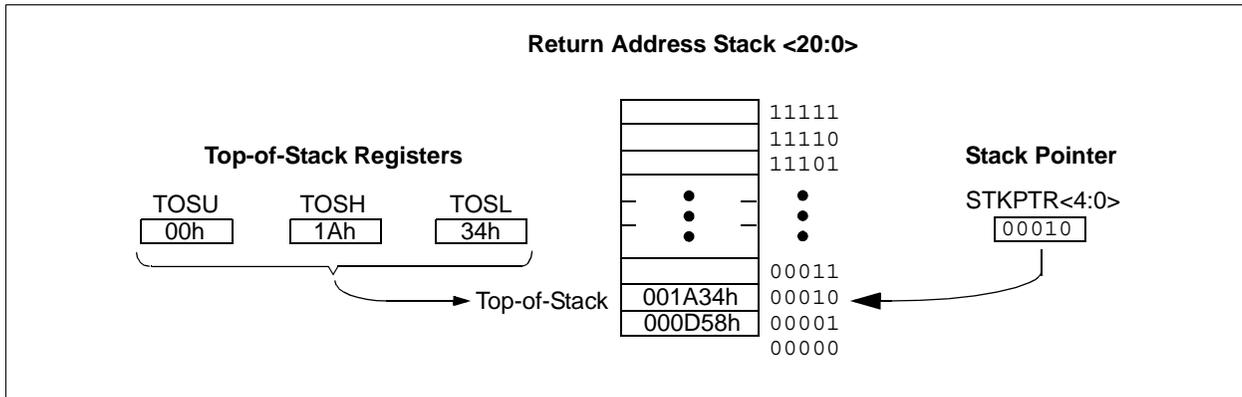 Return Address Stack <20:0>
11111
11110
11101
Top-of-Stack Registers
Stack Pointer
TOSU TOSH TOSL
00h 1Ah 34h
STKPTR<4:0>
00010
00011
Top-of-Stack 001A34h 00010
000D58h 00001
00000